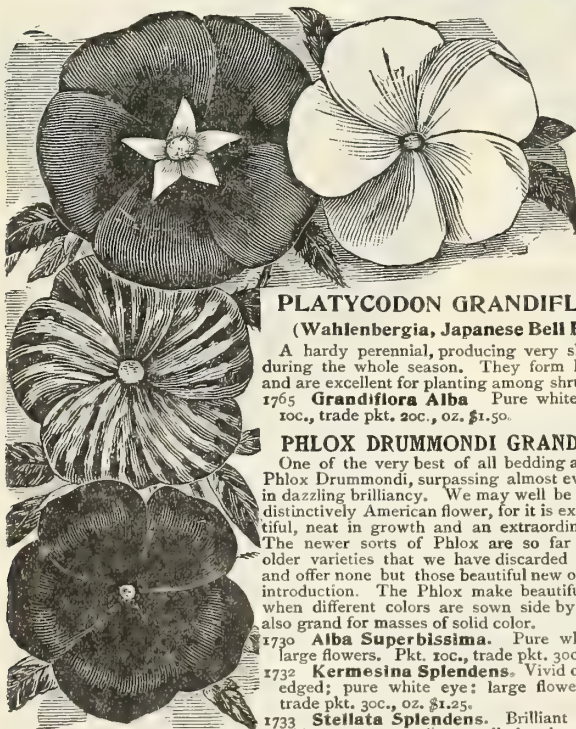 PLATYCODON GRANDIFL
(Wahlenbergia, Japanese Bell
A hardy perennial, producing very
during the whole season. They form
and are excellent for planting among shr
1765 Grandiflora Alba Pure white
10c., trade pkt. 20c., oz. $1.50.
PHLOX DRUMMONDI GRAND
One of the very best of all bedding a
Phlox Drummondi, surpassing almost ev
in dazzling brilliancy. We may well be
distinctively American flower, for it is ex
tiful, neat in growth and an extraordin
The newer sorts of Phlox are so far
older varieties that we have discarded
and offer none but those beautiful new o
introduction. The Phlox make beautifu
when different colors are sown side by
also grand for masses of solid color.
1730 Alba Superbissima. Pure wh
large flowers. Pkt. 10c., trade pkt. 30c
1732 Kermesina Splendens. Vivid c
edged; pure white eye: large flowe
trade pkt. 30c., oz. $1.25.
1733 Stellata Splendens. Brilliant